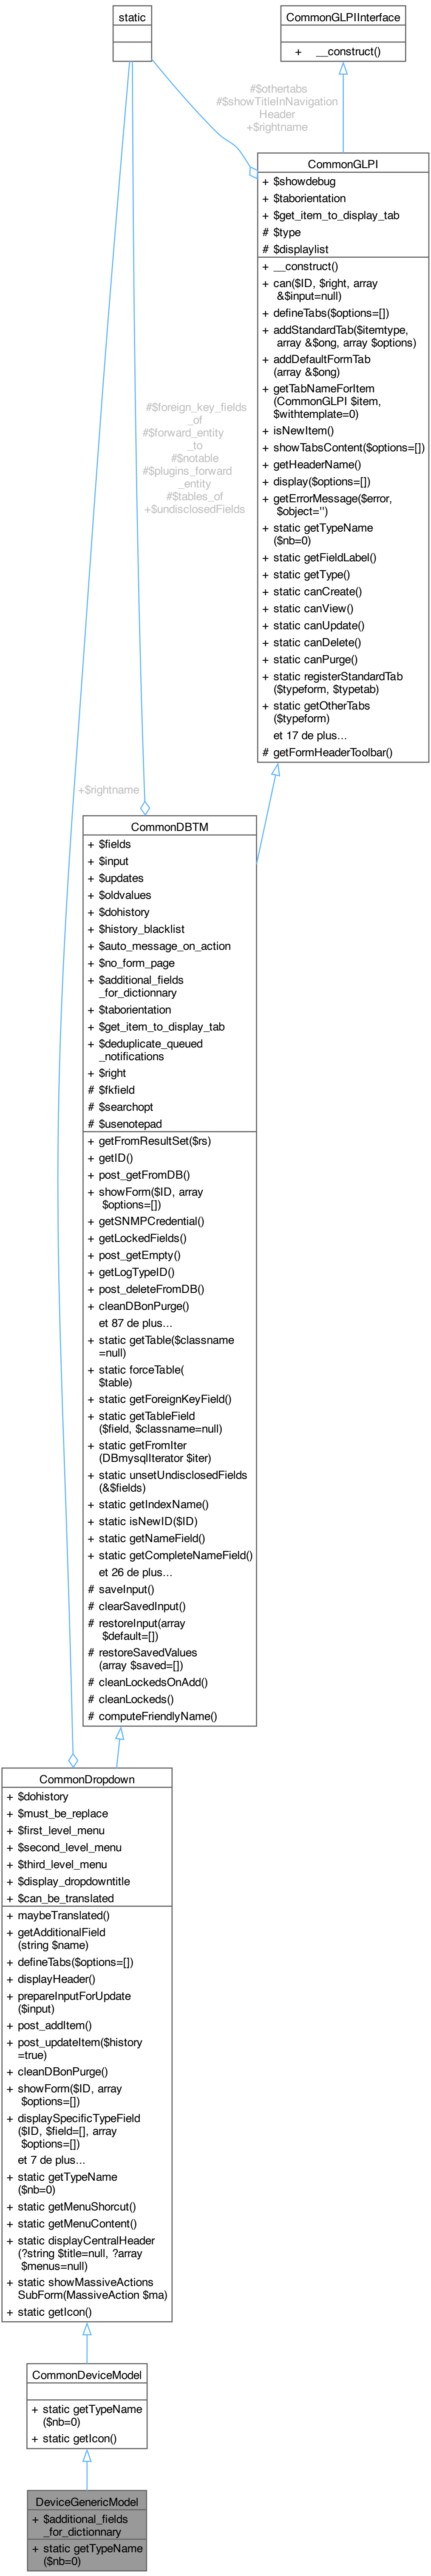 static
CommonGLPIInterface
+ __construct()
#$othertabs
#$showTitleInNavigation
Header
+$rightname
CommonGLPI
+ $showdebug
+ $taborientation
+ $get_item_to_display_tab
# $type
# $displaylist
+ __construct()
+ can($ID, $right, array
&$input=null)
+ defineTabs($options=[])
+ addStandardTab($itemtype,
array &$ong, array $options)
+ addDefaultFormTab
(array &$ong)
+ getTabNameForItem
(CommonGLPI $item,
$withtemplate=0)
+ isNewItem()
+ showTabsContent($options=[])
+ getHeaderName()
+ display($options=[])
+ getErrorMessage($error,
$object='')
+ static getTypeName
($nb=0)
+ static getFieldLabel()
+ static getType()
+ static canCreate()
+ static canView()
+ static canUpdate()
+ static canDelete()
+ static canPurge()
+ static registerStandardTab
($typeform, $typetab)
+ static getOtherTabs
($typeform)
et 17 de plus...
# getFormHeaderToolbar()
#$foreign_key_fields
_of
#$forward_entity
_to
#$notable
#$plugins_forward
_entity
#$tables_of
+$undisclosedFields
+$rightname
CommonDBTM
+ $fields
+ $input
+ $updates
+ $oldvalues
+ $dohistory
+ $history_blacklist
+ $auto_message_on_action
+ $no_form_page
+ $additional_fields
_for_dictionnary
+ $taborientation
+ $get_item_to_display_tab
+ $deduplicate_queued
_notifications
+ $right
# $fkfield
# $searchopt
# $usenotepad
+ getFromResultSet($rs)
+ getID()
+ post_getFromDB()
+ showForm($ID, array
$options=[])
+ getSNMPCredential()
+ getLockedFields()
+ post_getEmpty()
+ getLogTypeID()
+ post_deleteFromDB()
+ cleanDBonPurge()
et 87 de plus...
+ static getTable($classname
=null)
+ static forceTable(
$table)
+ static getForeignKeyField()
+ static getTableField
($field, $classname=null)
+ static getFromIter
(DBmysqlIterator $iter)
+ static unsetUndisclosedFields
(&$fields)
+ static getIndexName()
+ static isNewID($ID)
+ static getNameField()
+ static getCompleteNameField()
et 26 de plus...
# saveInput()
# clearSavedInput()
# restoreInput(array
$default=[])
# restoreSavedValues
(array $saved=[])
# cleanLockedsOnAdd()
# cleanLockeds()
# computeFriendlyName()
CommonDropdown
+ $dohistory
+ $must_be_replace
+ $first_level_menu
+ $second_level_menu
+ $third_level_menu
+ $display_dropdowntitle
+ $can_be_translated
+ maybeTranslated()
+ getAdditionalField
(string $name)
+ defineTabs($options=[])
+ displayHeader()
+ prepareInputForUpdate
($input)
+ post_addItem()
+ post_updateItem($history
=true)
+ cleanDBonPurge()
+ showForm($ID, array
$options=[])
+ displaySpecificTypeField
($ID, $field=[], array
$options=[])
et 7 de plus...
+ static getTypeName
($nb=0)
+ static getMenuShorcut()
+ static getMenuContent()
+ static displayCentralHeader
(?string $title=null, ?array
$menus=null)
+ static showMassiveActions
SubForm(MassiveAction $ma)
+ static getIcon()
CommonDeviceModel
+ static getTypeName
($nb=0)
+ static getIcon()
DeviceGenericModel
+ $additional_fields
_for_dictionnary
+ static getTypeName
($nb=0)